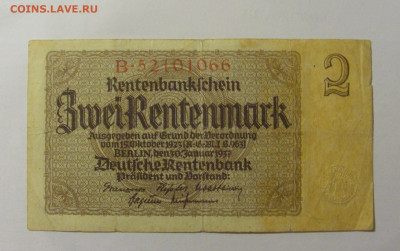 COINS.ЛАVE.RU
B·52101066
Rentenbankschein
2
Zwei Rentenmark
Ausgegeben auf Grund der Verordnung
vom 15. Oktober 1923 (R·G·Bl·I S.963)
BERLIN, den 30. Januar 1937
Deutsche Rentenbank
Präsident und Vorstand: